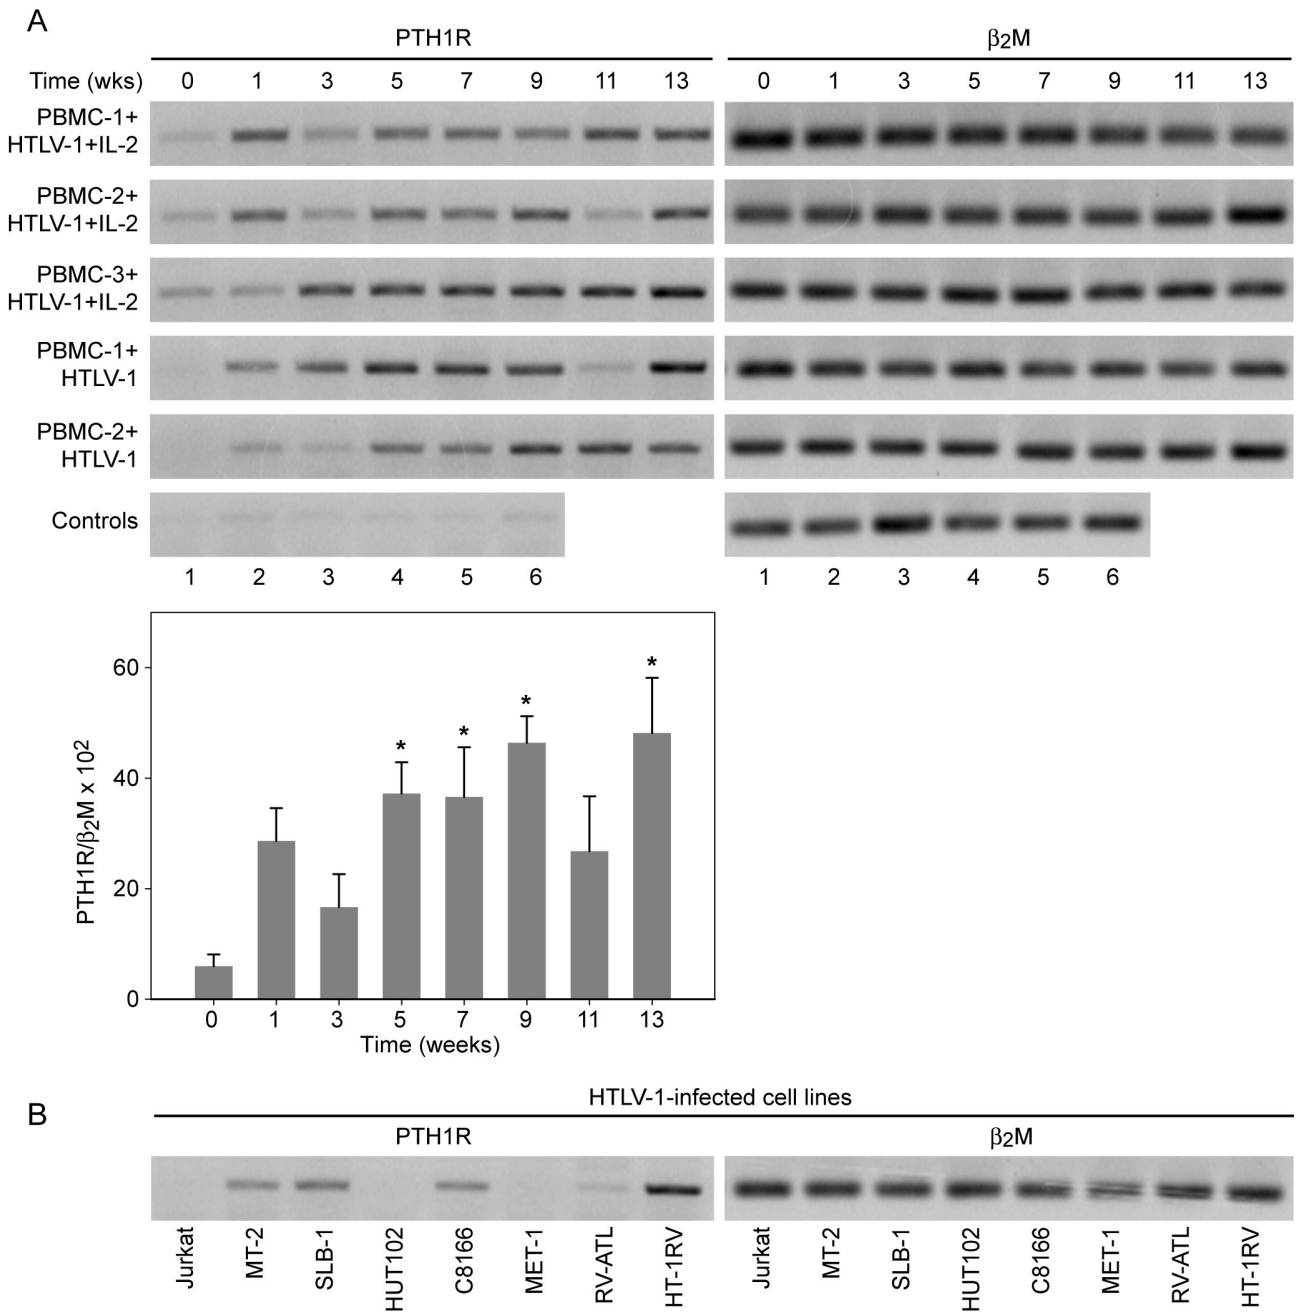 A
PTH1R
β2M
Time (wks) 0 1 3 5 7 9 11 13 0 1 3 5 7 9 11 13
PBMC-1+
HTLV-1+IL-2
PBMC-2+
HTLV-1+IL-2
PBMC-3+
HTLV-1+IL-2
PBMC-1+
HTLV-1
PBMC-2+
HTLV-1
Controls
1 2 3 4 5 6 1 2 3 4 5 6
PTH1R/β2M x 10²
60
40
20
0
* * * *
0 1 3 5 7 9 11 13
Time (weeks)
B
HTLV-1-infected cell lines
PTH1R
β2M
Jurkat MT-2 SLB-1 HUT102 C8166 MET-1 RV-ATL HT-1RV Jurkat MT-2 SLB-1 HUT102 C8166 MET-1 RV-ATL HT-1RV